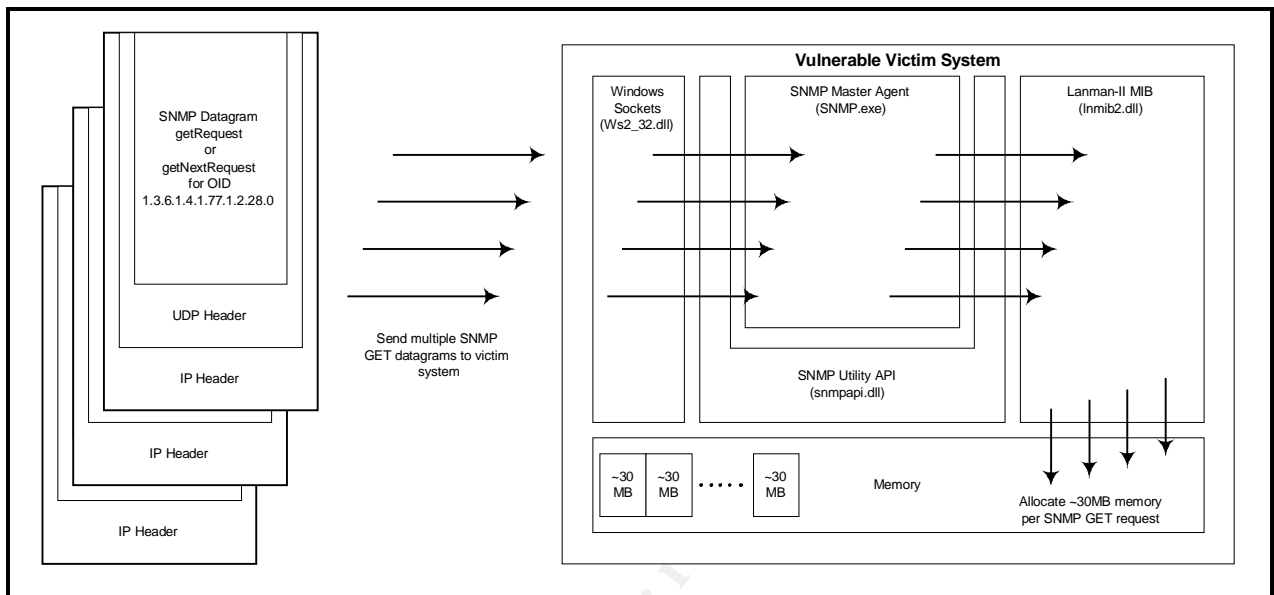 SNMP Datagram
getRequest
or
getNextRequest
for OID
1.3.6.1.4.1.77.1.2.28.0
UDP Header
IP Header
IP Header
IP Header
Send multiple SNMP
GET datagrams to victim
system
Vulnerable Victim System
Windows
Sockets
(Ws2_32.dll)
SNMP Master Agent
(SNMP.exe)
Lanman-II MIB
(lnmib2.dll)
SNMP Utility API
(snmpapi.dll)
~30
MB
~30
MB
.....
~30
MB
Memory
Allocate ~30MB memory
per SNMP GET request